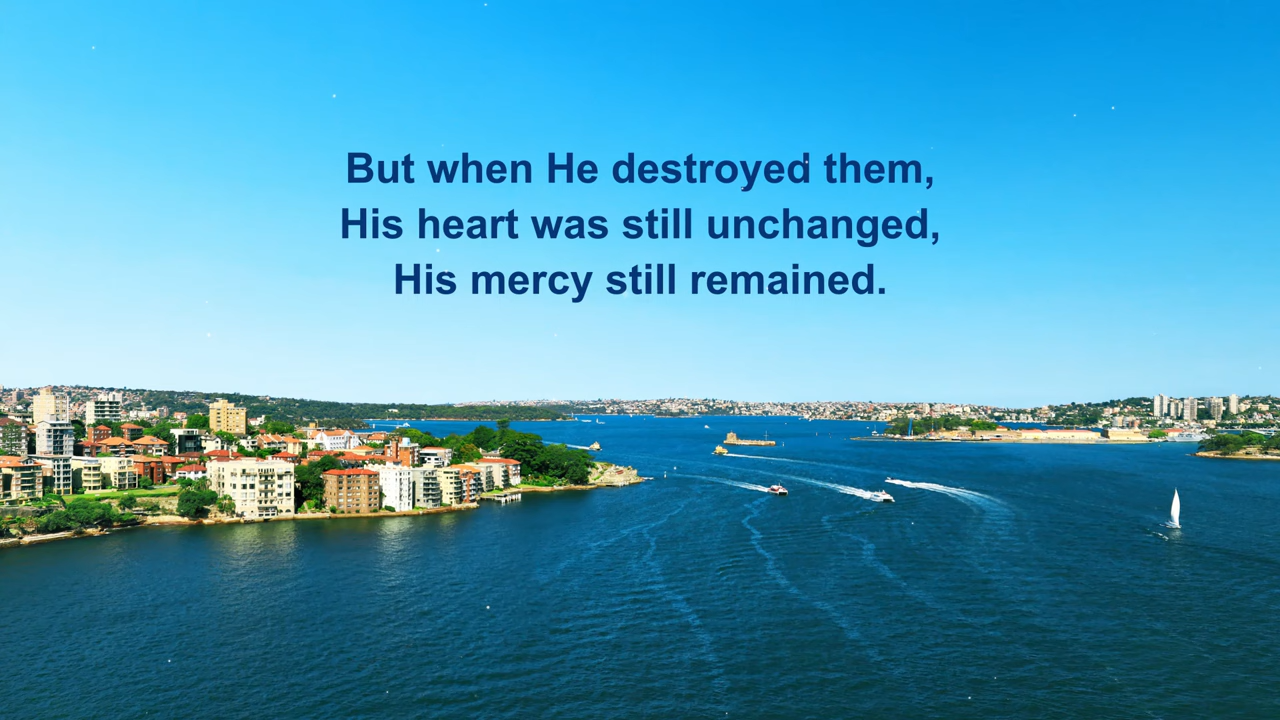 But when He destroyed them,
His heart was still unchanged,
His mercy still remained.